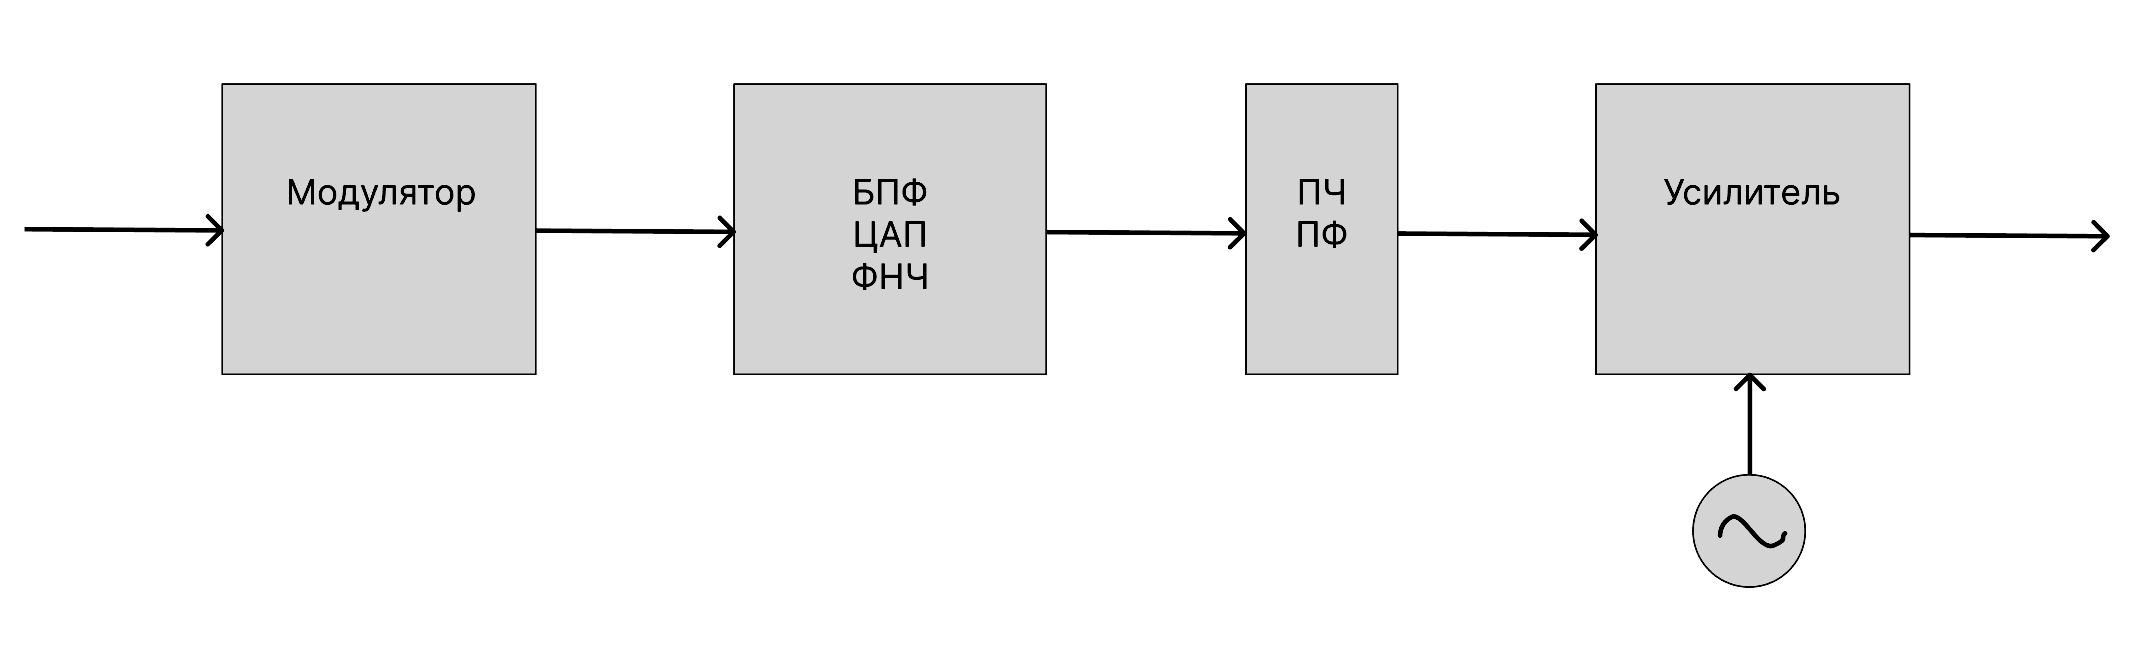 Модулятор
БПФ
ЦАП
ФНЧ
ПЧ
ПФ
Усилитель